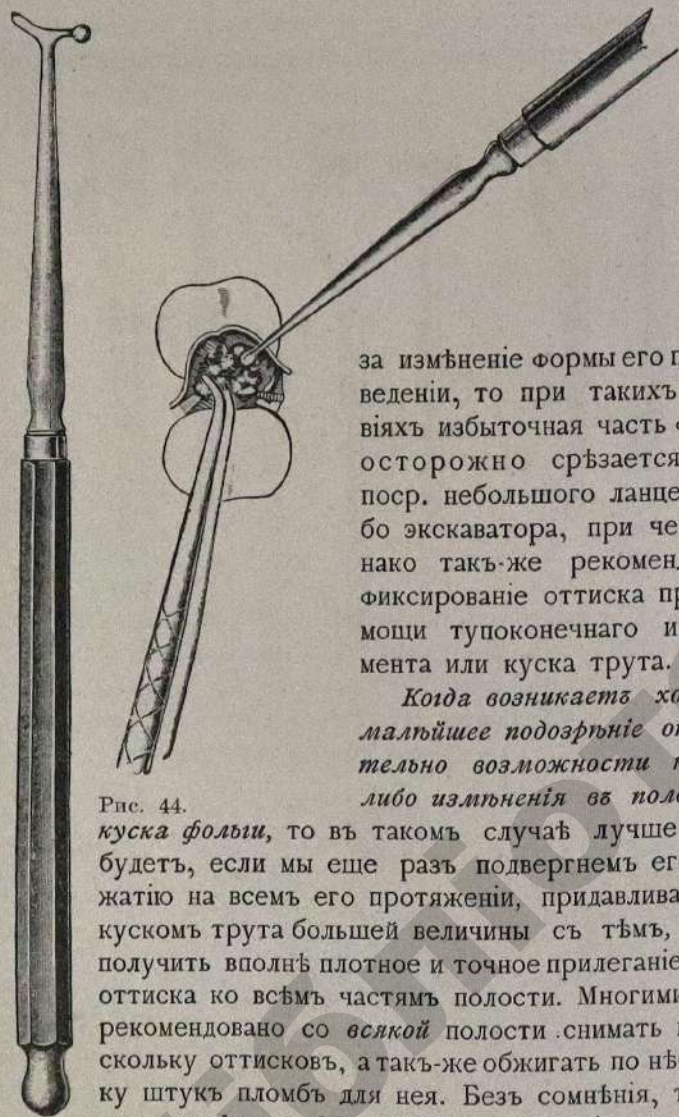 за измѣненіе формы его п
веденіи, то при такихъ
віяхъ избыточная часть
осторожно срѣзается
поср. небольшого ланце
бо экскаватора, при че
нако такъ-же рекомен
фиксированіе оттиска пр
мощи тупоконечнаго и
мента или куска трута.
Когда возникаетъ хо
малѣйшее подозрѣніе о
тельно возможности
либо измѣненія въ пол
Рис. 44.
куска фольги, то въ такомъ случаѣ лучше
будетъ, если мы еще разъ подвергнемъ ег
жатію на всемъ его протяженіи, придавлива
кускомъ трута большей величины съ тѣмъ,
получить вполнѣ плотное и точное прилеганіе
оттиска ко всѣмъ частямъ полости. Многими
рекомендовано со всякой полости снимать
скольку оттисковъ, а такъ-же обжигать по нѣ
ку штукъ пломбъ для нея. Безъ сомнѣнія,